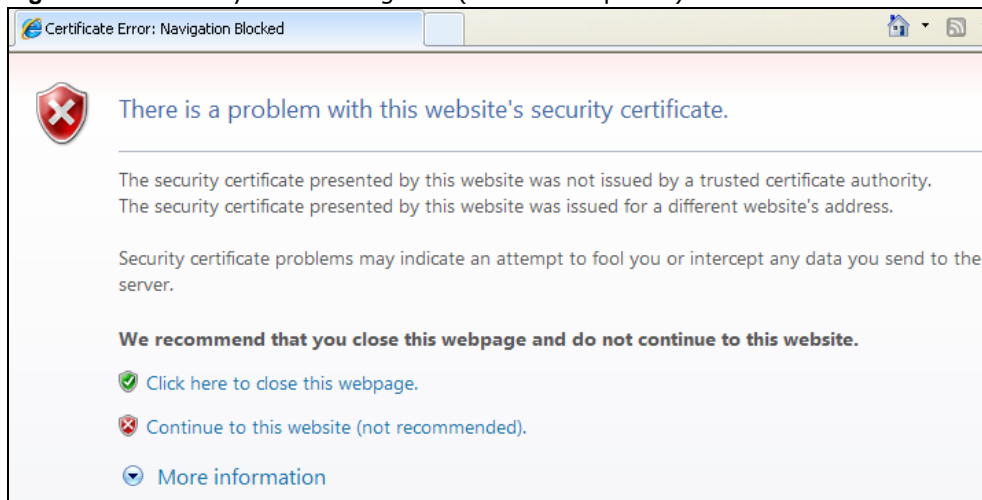 Certificate Error: Navigation Blocked
There is a problem with this website's security certificate.
The security certificate presented by this website was not issued by a trusted certificate authority.
The security certificate presented by this website was issued for a different website's address.
Security certificate problems may indicate an attempt to fool you or intercept any data you send to the
server.
We recommend that you close this webpage and do not continue to this website.
Click here to close this webpage.
Continue to this website (not recommended).
More information